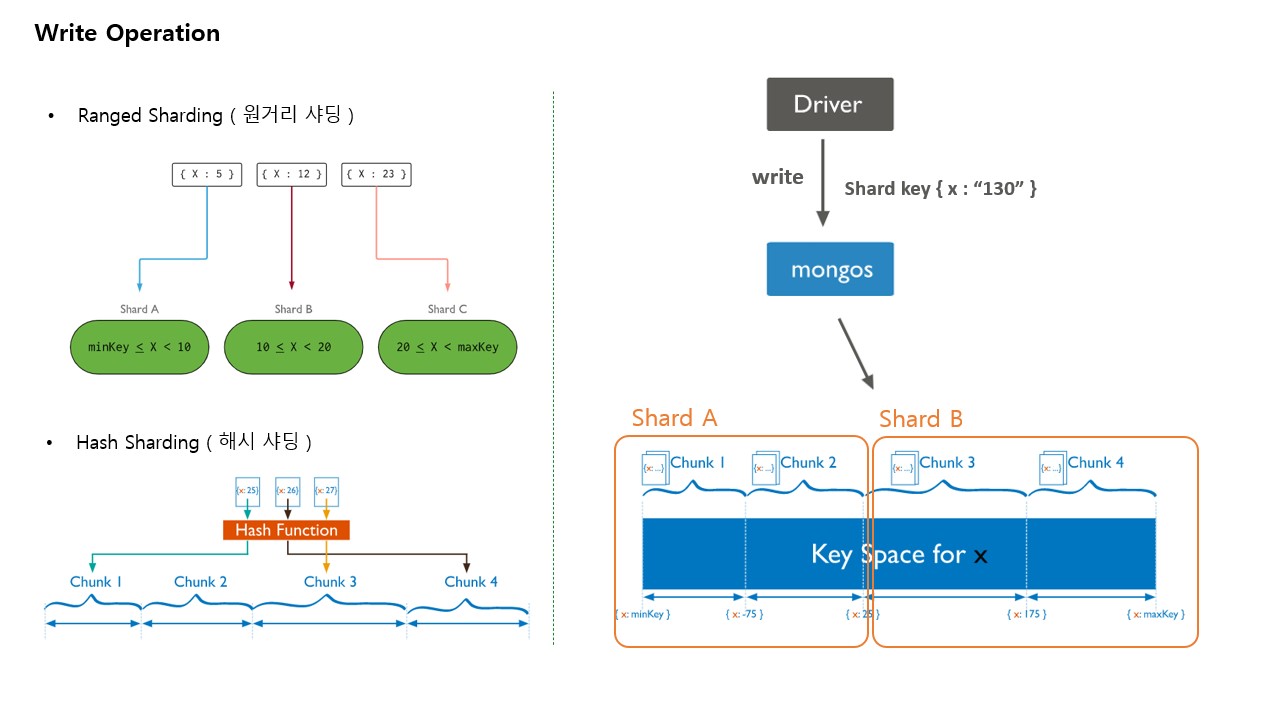 Write Operation
• Ranged Sharding ( 원거리 샤딩 )
{ X : 5 } { X : 12 } { X : 23 }
Shard A Shard B Shard C
minKey ≤ X < 10 10 ≤ X < 20 20 ≤ X < maxKey
• Hash Sharding ( 해시 샤딩 )
{x: 25} {x: 26} {x: 27}
Hash Function
Chunk 1 Chunk 2 Chunk 3 Chunk 4
Driver
write
Shard key { x : “130” }
mongos
Shard A Shard B
{x: ...} Chunk 1 {x: ...} Chunk 2 {x: ...} Chunk 3 {x: ...} Chunk 4
Key Space for x
{ x: minKey } { x: -75 } { x: 25 } { x: 175 } { x: maxKey }